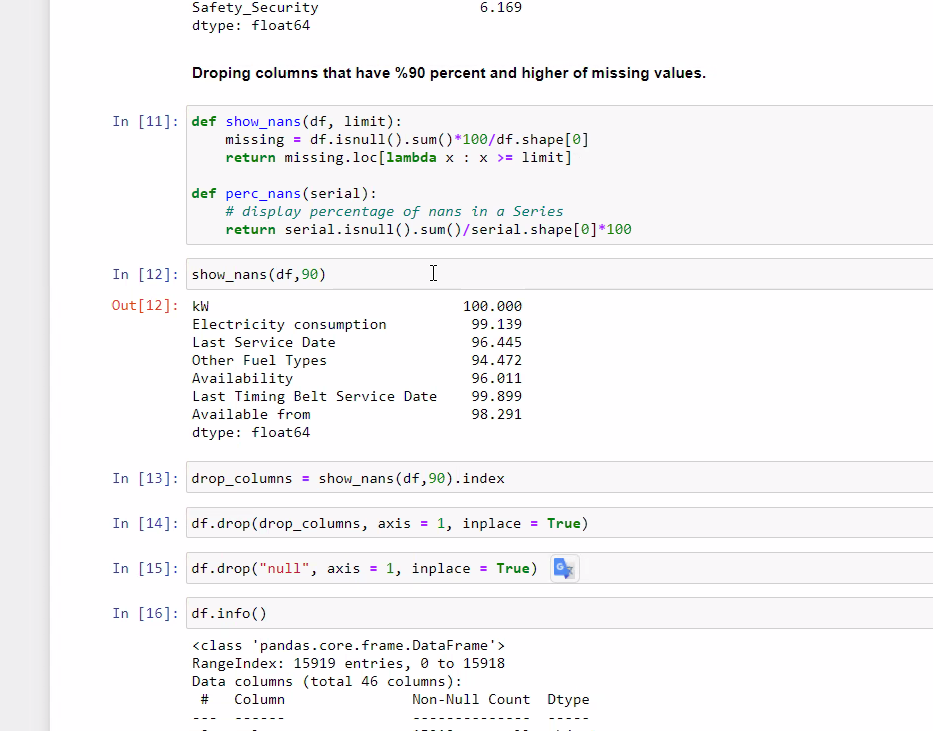 Safety_Security 6.169
dtype: float64
Droping columns that have %90 percent and higher of missing values.
In [11]: def show_nans(df, limit):
    missing = df.isnull().sum()*100/df.shape[0]
    return missing.loc[lambda x : x >= limit]
def perc_nans(serial):
    # display percentage of nans in a Series
    return serial.isnull().sum()/serial.shape[0]*100
In [12]: show_nans(df,90)
Out[12]: kW 100.000
Electricity consumption 99.139
Last Service Date 96.445
Other Fuel Types 94.472
Availability 96.011
Last Timing Belt Service Date 99.899
Available from 98.291
dtype: float64
In [13]: drop_columns = show_nans(df,90).index
In [14]: df.drop(drop_columns, axis = 1, inplace = True)
In [15]: df.drop("null", axis = 1, inplace = True)
In [16]: df.info()
<class 'pandas.core.frame.DataFrame'>
RangeIndex: 15919 entries, 0 to 15918
Data columns (total 46 columns):
 #   Column Non-Null Count Dtype
--- ------ -------------- -----